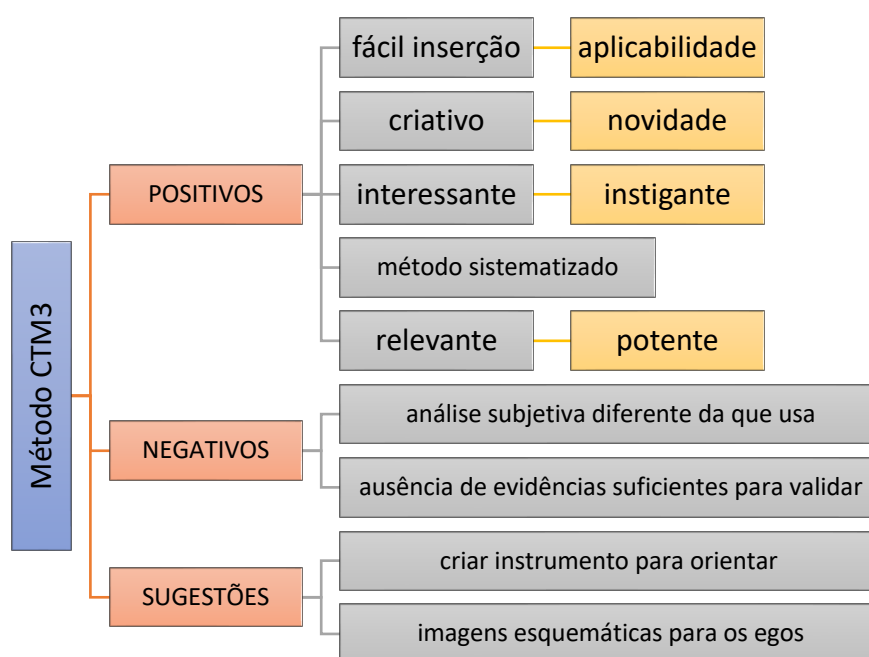 Método CTM3
POSITIVOS
fácil inserção
aplicabilidade
criativo
novidade
interessante
instigante
método sistematizado
relevante
potente
NEGATIVOS
análise subjetiva diferente da que usa
ausência de evidências suficientes para validar
SUGESTÕES
criar instrumento para orientar
imagens esquemáticas para os egos